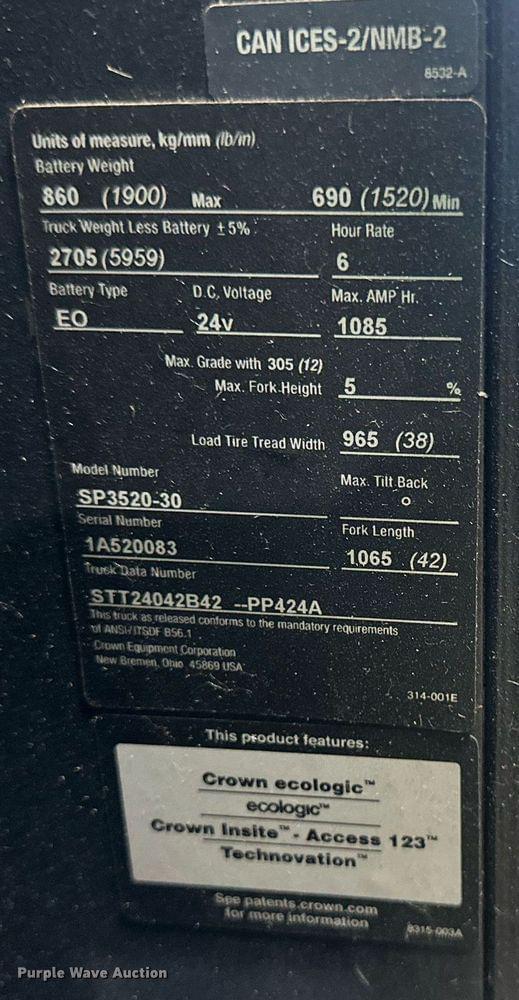 CAN ICES-2/NMB-2
8532-A
Units of measure, kg/mm (lb/in)
Battery Weight
860 (1900) Max 690 (1520) Min
Truck Weight Less Battery ±5% Hour Rate
2705 (5959) 6
Battery Type D.C. Voltage Max. AMP Hr.
EO 24v 1085
Max. Grade with 305 (12)
Max. Fork Height 5 %
Load Tire Tread Width 965 (38)
Model Number Max. Tilt Back
SP3520-30 o
Serial Number Fork Length
1A520083 1065 (42)
Truck Data Number
STT24042B42 --PP424A
This truck as released conforms to the mandatory requirements
of ANSI/ITSDF B56.1
Crown Equipment Corporation
New Bremen, Ohio 45869 USA
314-001E
This product features:
Crown ecologic™
ecologic™
Crown Insite™ - Access 123™
Technovation™
See patents.crown.com
for more information
8315-003A
Purple Wave Auction